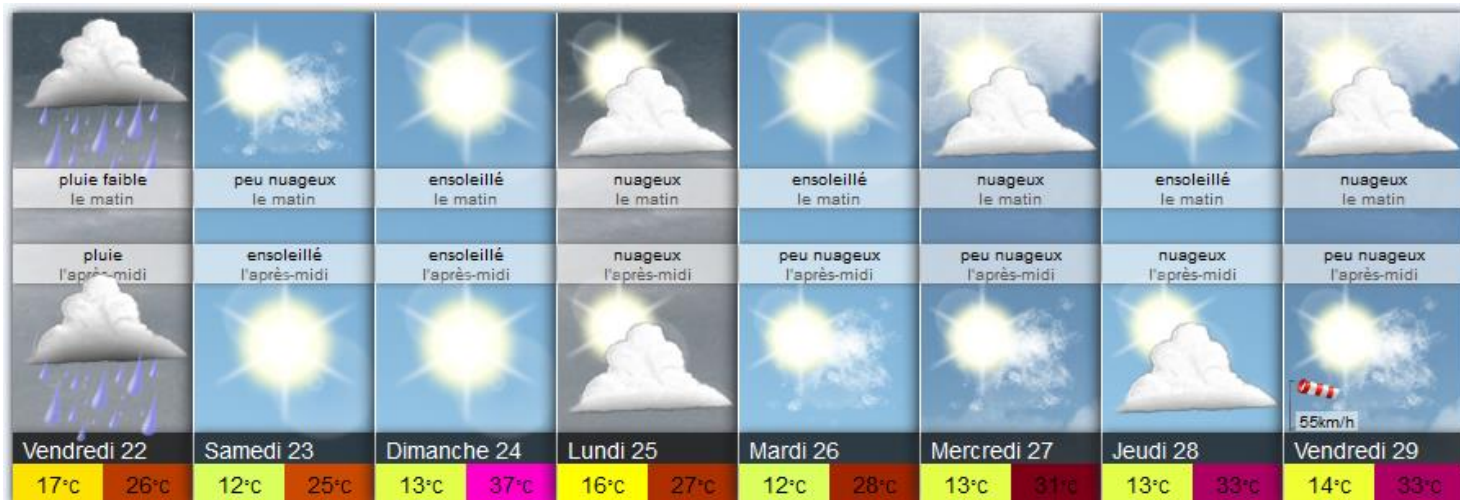 pluie faible
le matin
pluie
l'après-midi
Vendredi 22
17°C 26°C
peu nuageux
le matin
ensoleillé
l'après-midi
Samedi 23
12°C 25°C
ensoleillé
le matin
ensoleillé
l'après-midi
Dimanche 24
13°C 37°C
nuageux
le matin
nuageux
l'après-midi
Lundi 25
16°C 27°C
ensoleillé
le matin
peu nuageux
l'après-midi
Mardi 26
12°C 28°C
nuageux
le matin
peu nuageux
l'après-midi
Mercredi 27
13°C 31°C
ensoleillé
le matin
nuageux
l'après-midi
Jeudi 28
13°C 33°C
nuageux
le matin
peu nuageux
l'après-midi
55km/h
Vendredi 29
14°C 33°C